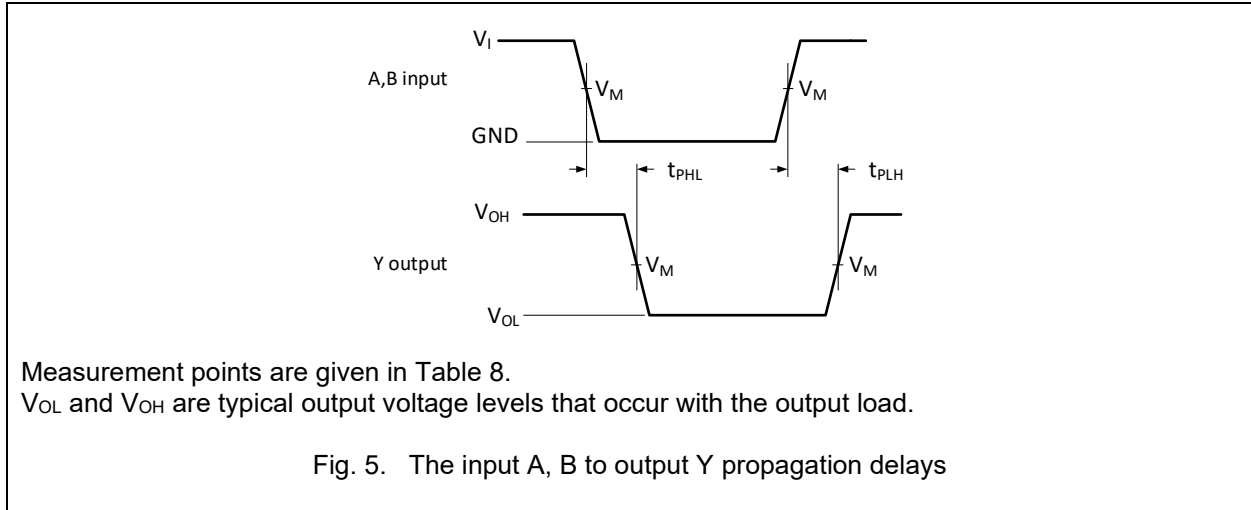 V_I
A,B input
V_M
V_M
GND
t_PHL
t_PLH
V_OH
Y output
V_M
V_M
V_OL
Measurement points are given in Table 8.
V_OL and V_OH are typical output voltage levels that occur with the output load.
Fig. 5. The input A, B to output Y propagation delays